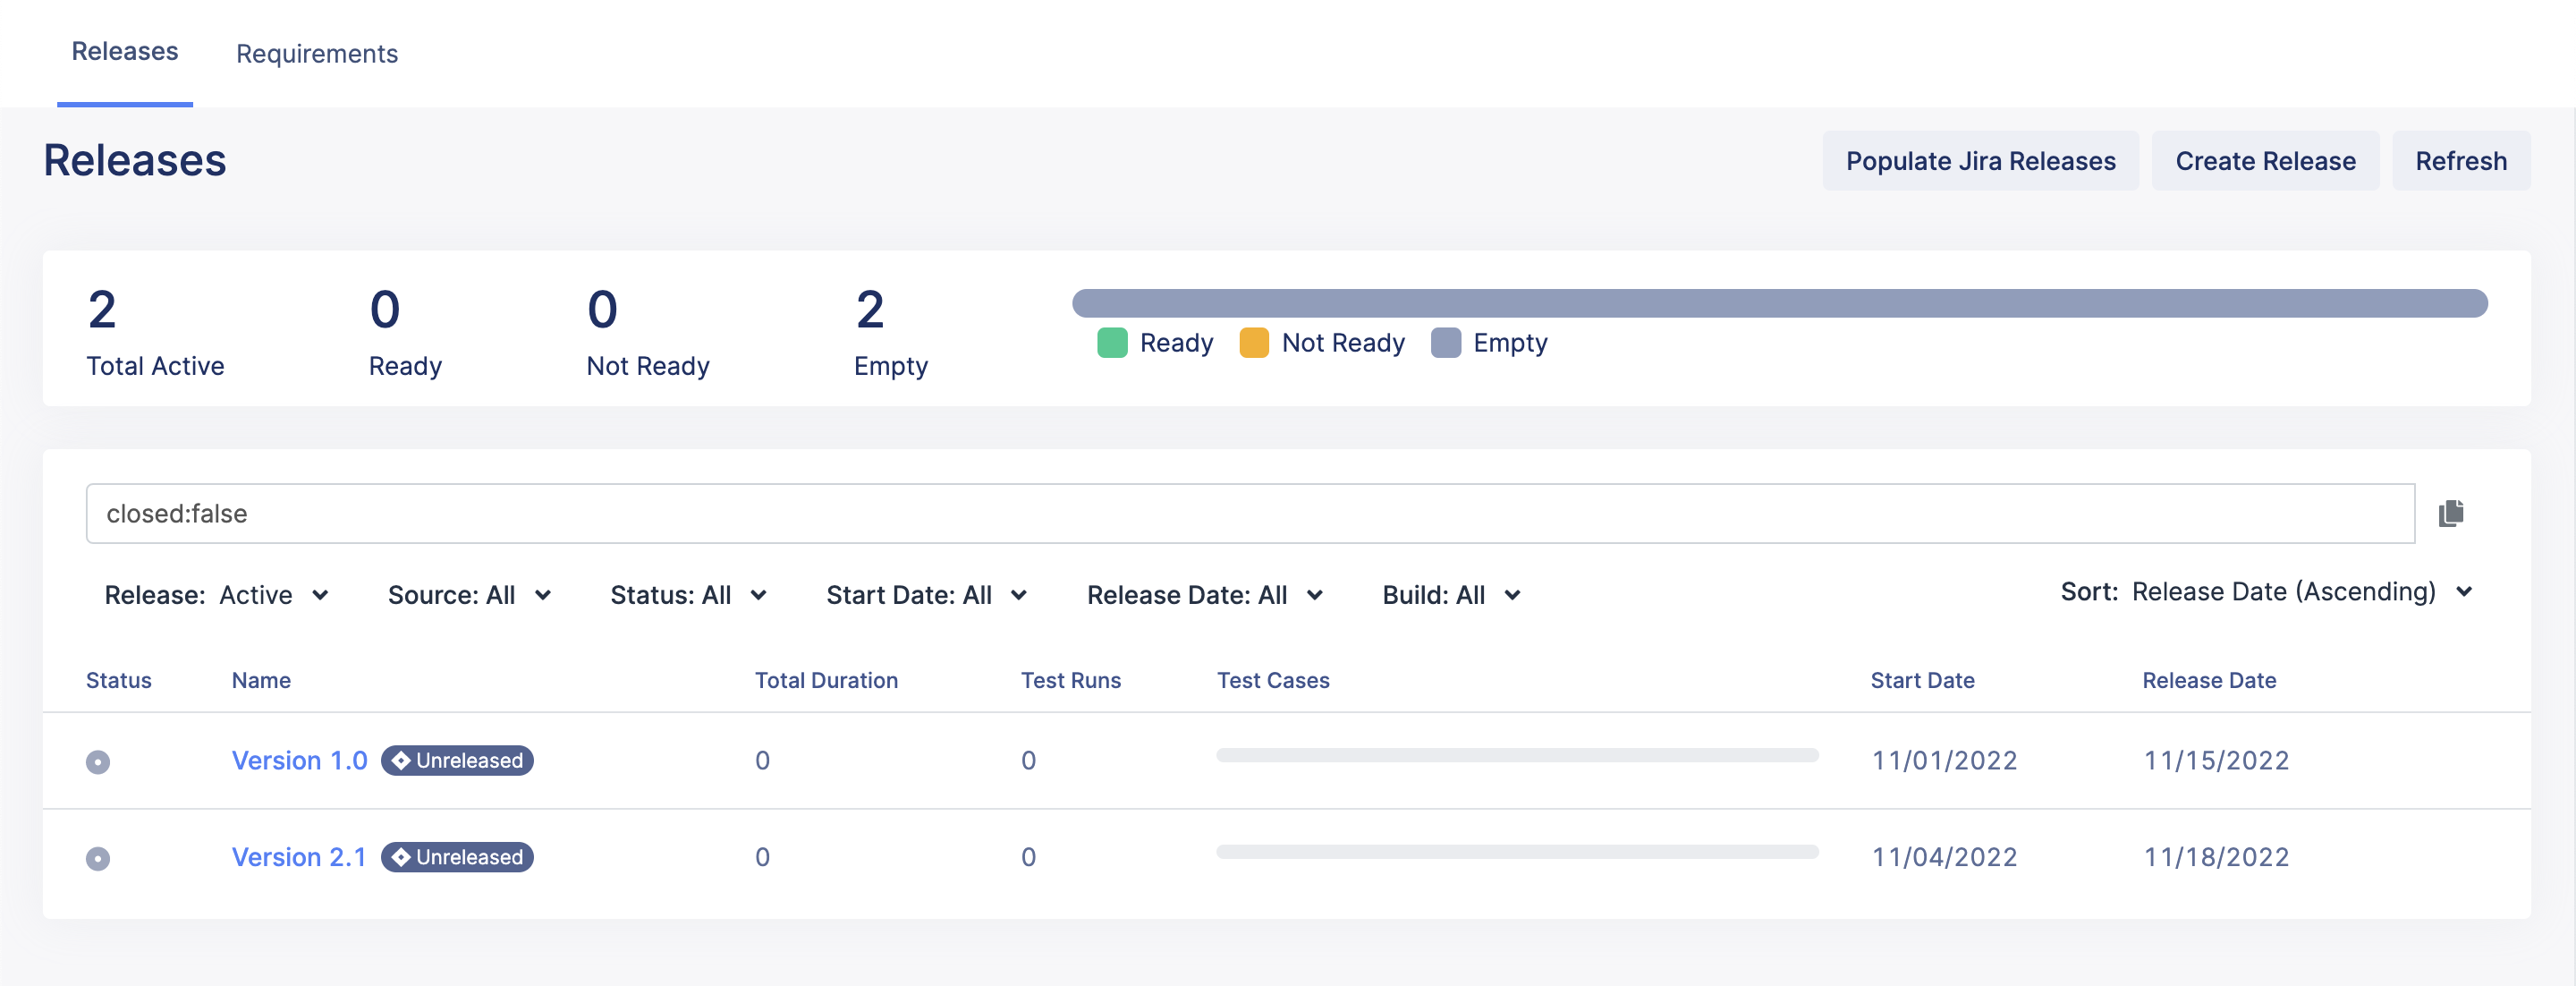 Releases Requirements
Releases Populate Jira Releases Create Release Refresh
2 0 0 2
Total Active Ready Not Ready Empty
Ready Not Ready Empty
closed:false
Release: Active Source: All Status: All Start Date: All Release Date: All Build: All Sort: Release Date (Ascending)
Status Name Total Duration Test Runs Test Cases Start Date Release Date
Version 1.0 Unreleased 0 0 11/01/2022 11/15/2022
Version 2.1 Unreleased 0 0 11/04/2022 11/18/2022